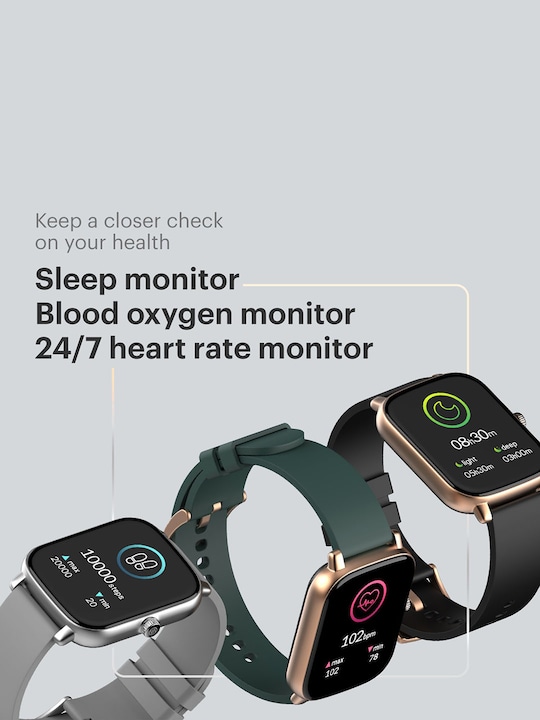 Keep a closer check
on your health
Sleep monitor
Blood oxygen monitor
24/7 heart rate monitor
08h30m
light
05h30m
deep
03h00m
10000steps
max
20000
min
20
102bpm
max
102
min
78